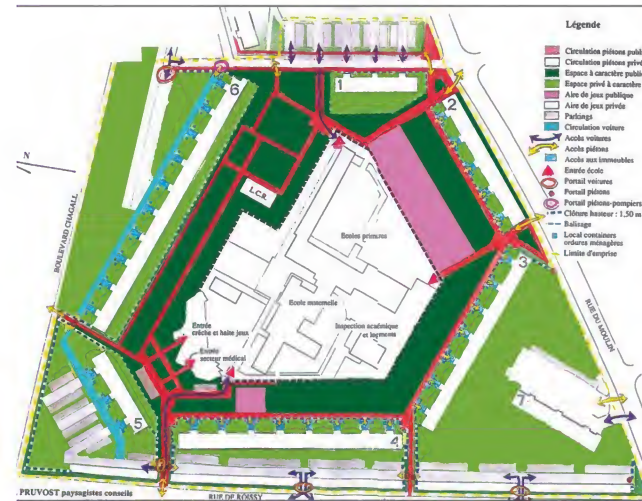 Légende
Circulation piétons publi
Circulation piétons privé
Espace à caractère publi
Espace privé à caractère
Aire de jeux publique
Aire de jeux privée
Parkings
Circulation voiture
Accès voitures
Accès piétons
Accès aux immeubles
Entrée école
Portail voitures
Portail piétons
Portail piétons-pompiers
Clôture hauteur : 1,50 m
Balisage
Local containers
ordures ménagères
Limite d'emprise
N
BOULEVARD CHAGALL
6
1
2
L.C.R.
Ecoles primaires
3
Ecole maternelle
Inspection académique
et logements
RUE DU MOULIN
Entrée
crèche et halte jeux
Entrée
secteur médical
5
4
7
PRUVOST paysagistes conseils
RUE DE ROISSY